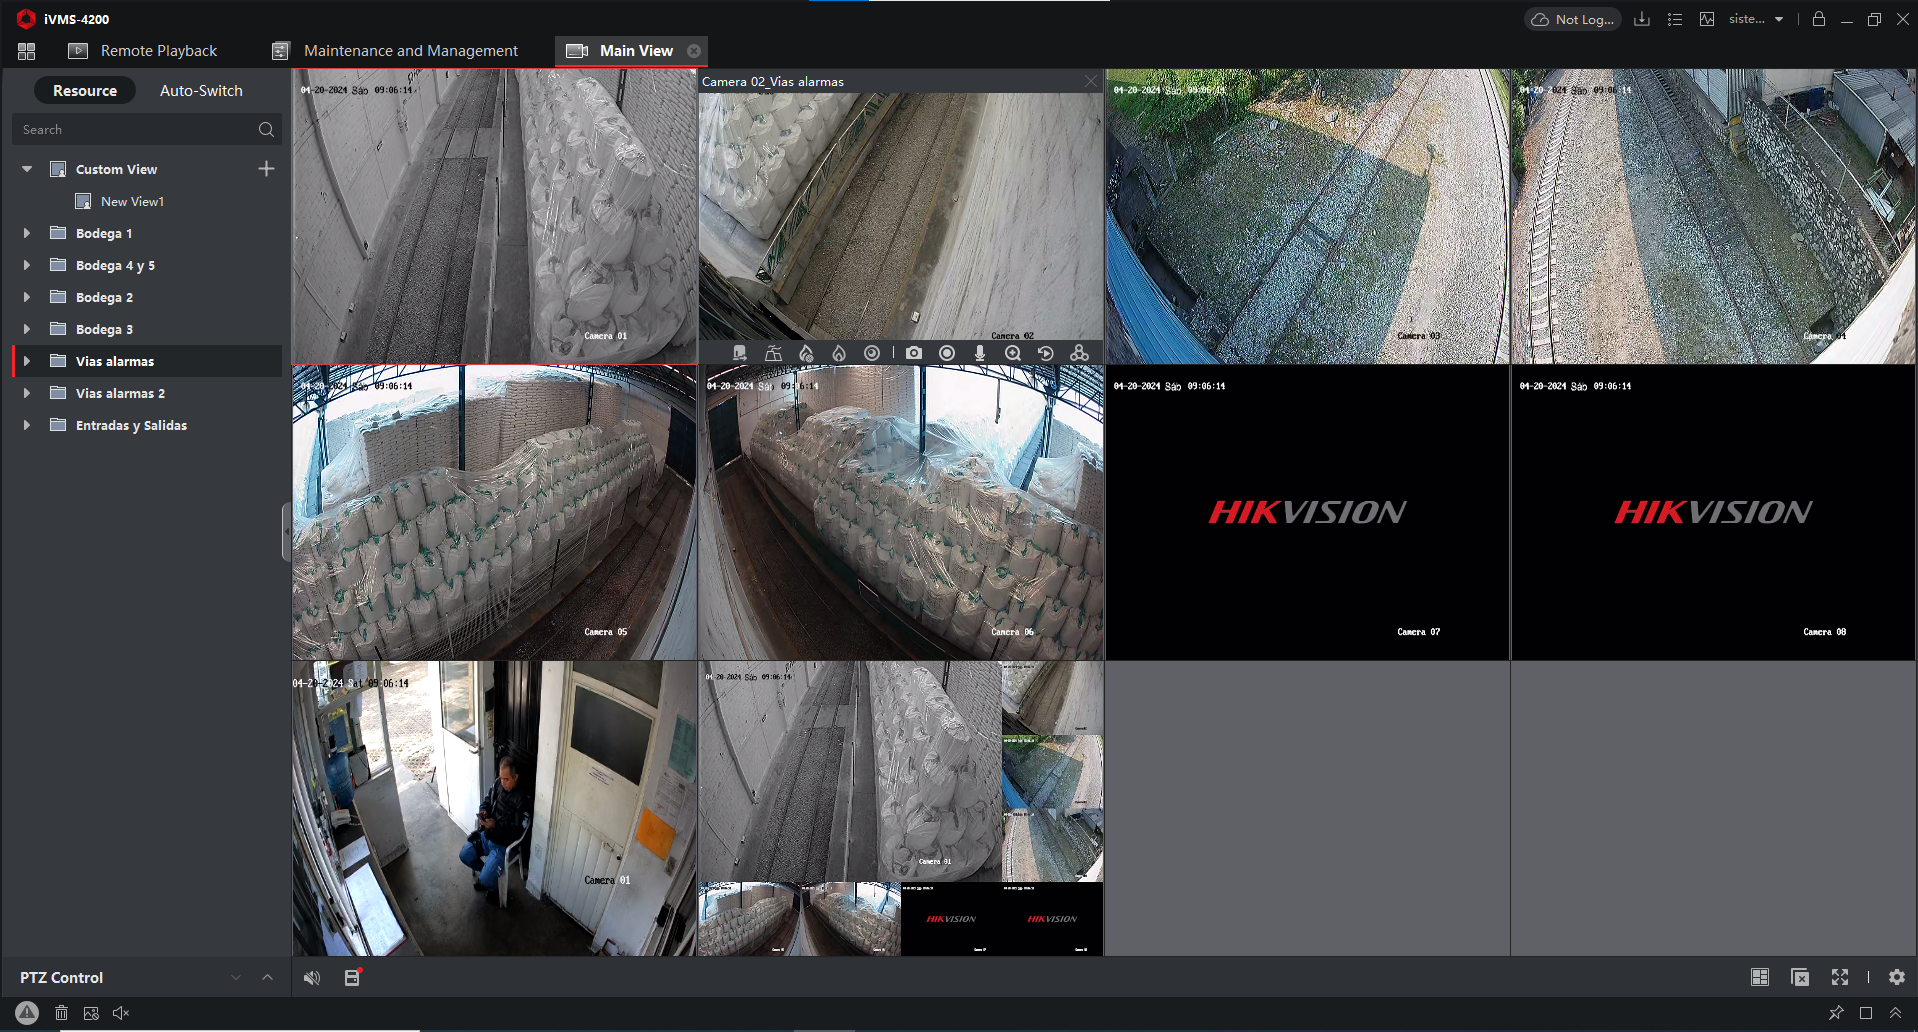 iVMS-4200
Not Log...
siste...
Remote Playback
Maintenance and Management
Main View
Resource
Auto-Switch
Search
Custom View
New View1
Bodega 1
Bodega 4 y 5
Bodega 2
Bodega 3
Vias alarmas
Vias alarmas 2
Entradas y Salidas
04-20-2024 Sáb 09:06:14
Camera 01
Camera 02_Vias alarmas
Camera 02
04-20-2024 Sáb 09:06:14
Camera 03
04-20-2024 Sáb 09:06:14
Camera 04
04-20-2024 Sáb 09:06:14
Camera 05
04-20-2024 Sáb 09:06:14
Camera 06
04-20-2024 Sáb 09:06:14
HIKVISION
Camera 07
04-20-2024 Sáb 09:06:14
HIKVISION
Camera 08
04-20-2024 Sat 09:06:14
Camera 01
04-20-2024 Sáb 09:06:14
Camera 01
HIKVISION
HIKVISION
PTZ Control